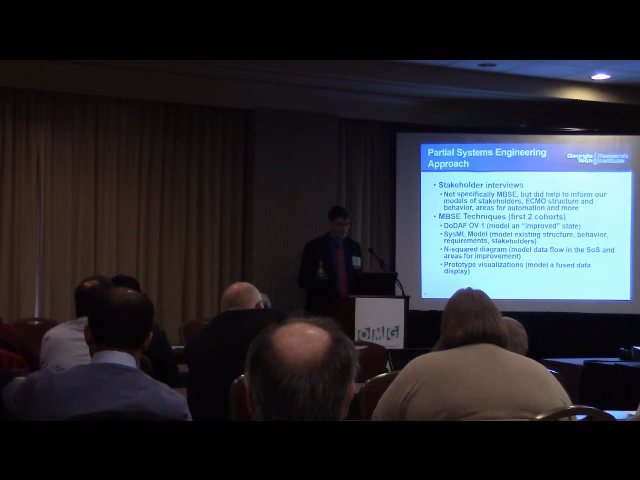 Partial Systems Engineering
Approach
Georgia Research
Tech Institute
• Stakeholder interviews
• Not specifically MBSE, but did help to inform our
models of stakeholders, ECMO structure and
behavior, areas for automation and more
• MBSE Techniques (first 2 cohorts)
• DoDAF OV-1 (model an "improved" state)
• SysML Model (model existing structure, behavior,
requirements, stakeholders)
• N-squared diagram (model data flow in the SoS and
areas for improvement)
• Prototype visualizations (model a fused data
display)
OMG